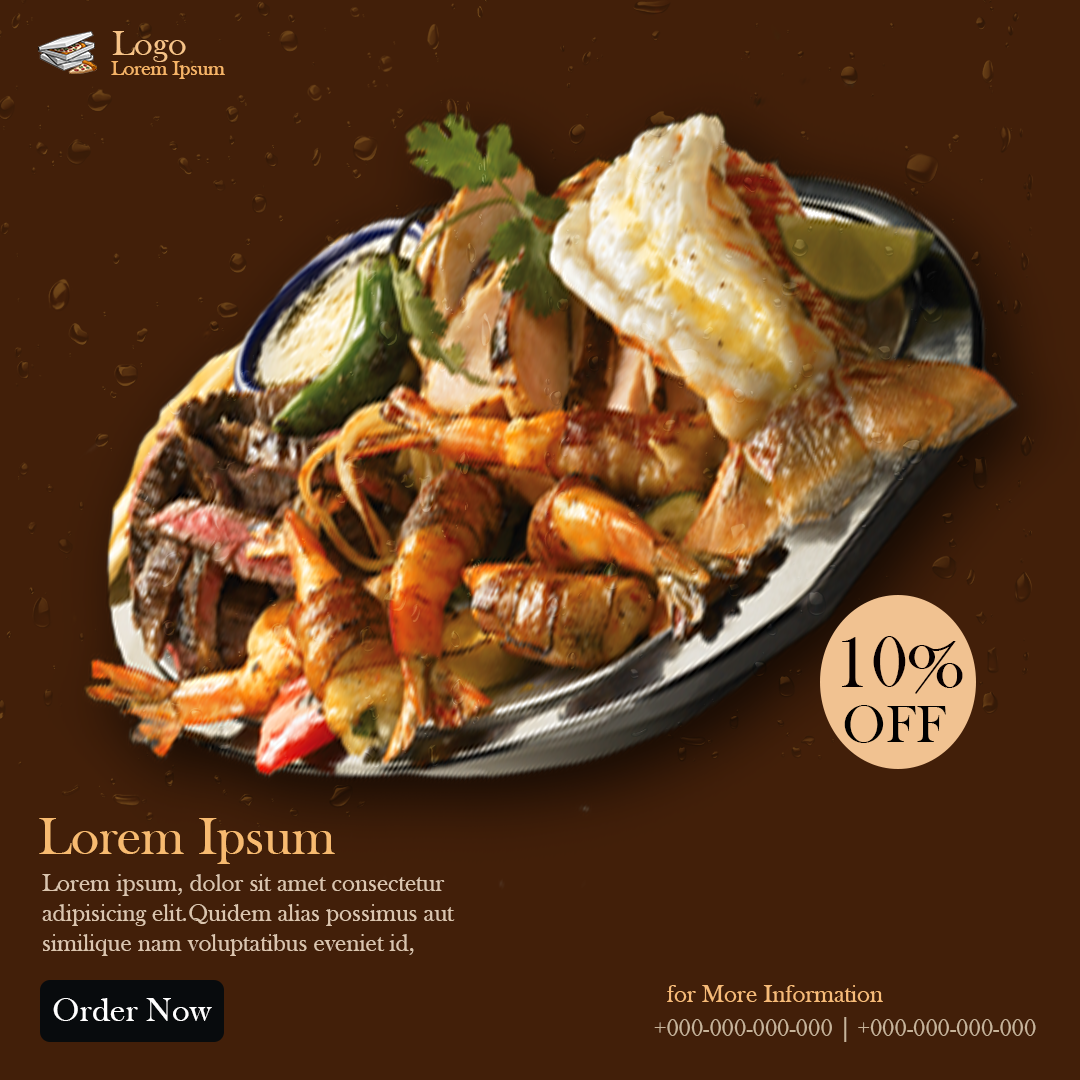 Logo
Lorem Ipsum
10%
OFF
Lorem Ipsum
Lorem ipsum, dolor sit amet consectetur
adipisicing elit.Quidem alias possimus aut
similique nam voluptatibus eveniet id,
Order Now
for More Information
+000-000-000-000 | +000-000-000-000